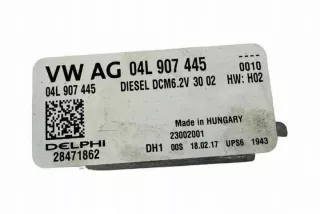 VW AG 04L 907 445
04L 907 445 DIESEL DCM6.2V 30 02 0010
HW: H02
Made in HUNGARY
DELPHI 23002001
28471862 DH1 00S 18.02.17 UPS6 1943